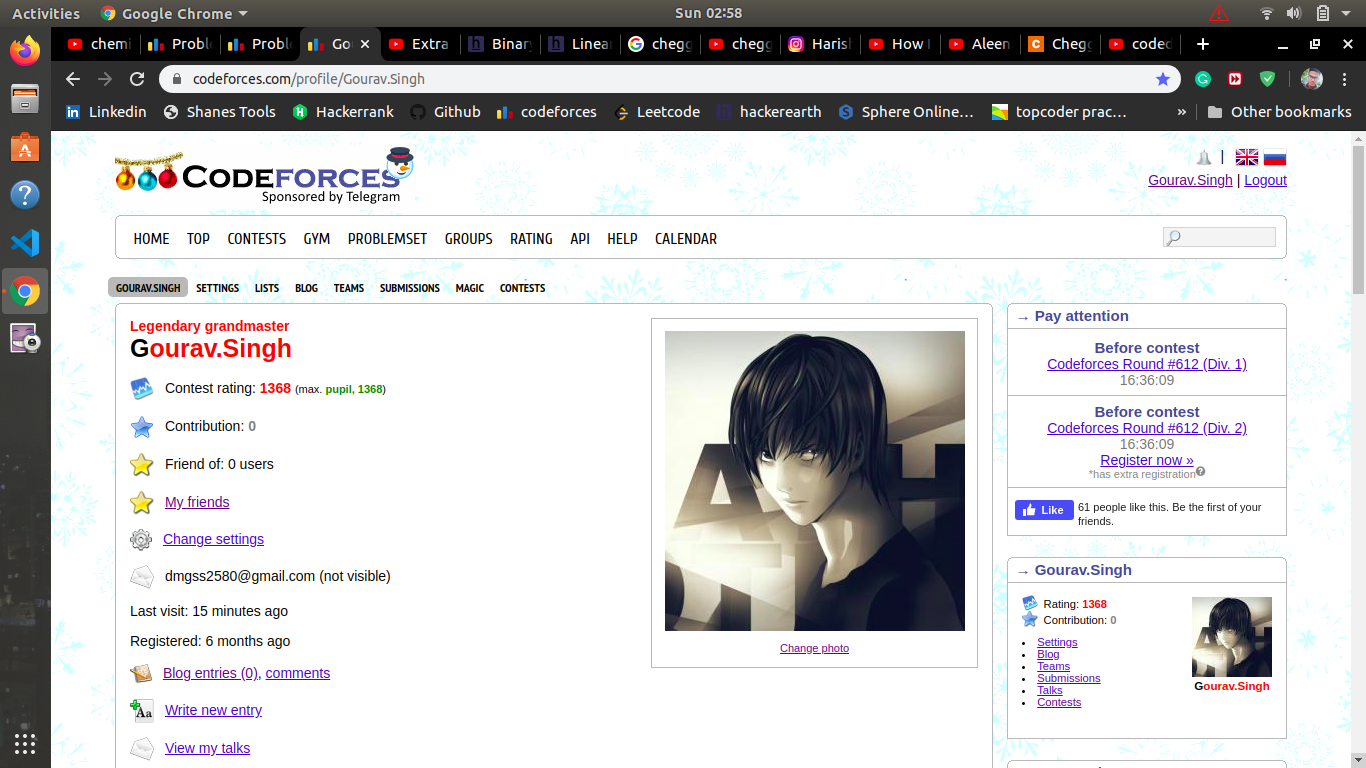 Activities Google Chrome Sun 02:58
chemi Proble Proble Go Extra Binary Linear chegg chegg Harish How Aleen Chegg coded
codeforces.com/profile/Gourav.Singh
Linkedin Shanes Tools Hackerrank Github codeforces Leetcode hackerearth Sphere Online… topcoder prac… » Other bookmarks
CODEFORCES
Sponsored by Telegram
|
Gourav.Singh | Logout
HOME TOP CONTESTS GYM PROBLEMSET GROUPS RATING API HELP CALENDAR
GOURAV.SINGH SETTINGS LISTS BLOG TEAMS SUBMISSIONS MAGIC CONTESTS
Legendary grandmaster
Gourav.Singh
Contest rating: 1368 (max. pupil, 1368)
Contribution: 0
Friend of: 0 users
My friends
Change settings
dmgss2580@gmail.com (not visible)
Last visit: 15 minutes ago
Registered: 6 months ago
Blog entries (0), comments
Write new entry
View my talks
Change photo
→ Pay attention
Before contest
Codeforces Round #612 (Div. 1)
16:36:09
Before contest
Codeforces Round #612 (Div. 2)
16:36:09
Register now »
*has extra registration?
Like 61 people like this. Be the first of your
friends.
→ Gourav.Singh
Rating: 1368
Contribution: 0
Settings
Blog
Teams
Submissions
Talks
Contests
Gourav.Singh